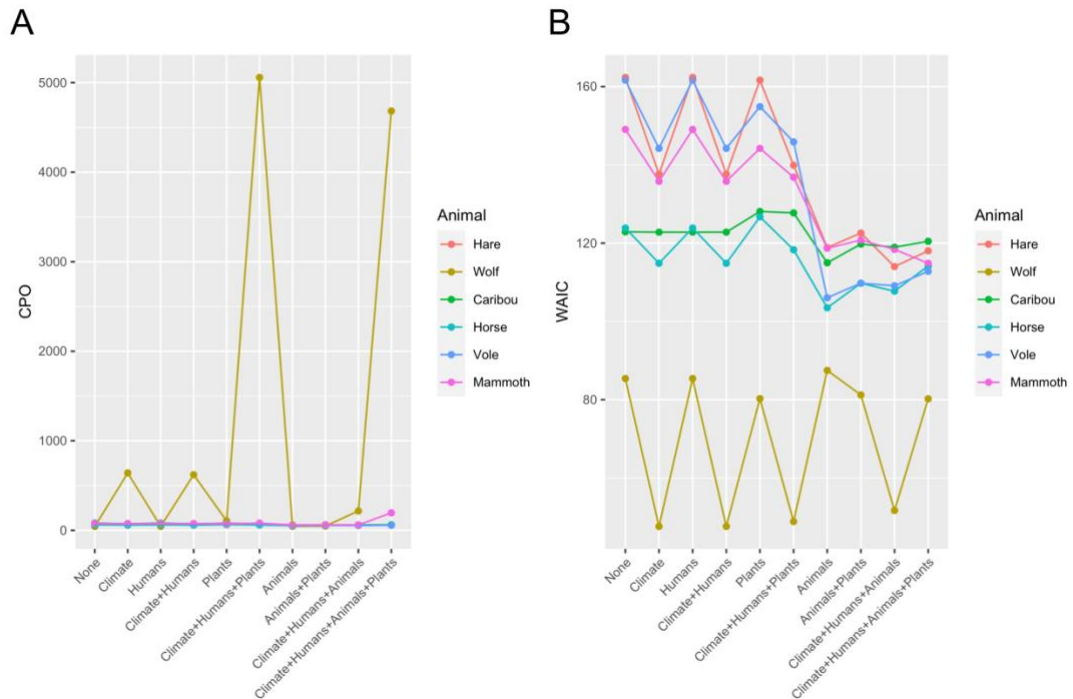 A
CPO
5000
4000
3000
2000
1000
0
None
Climate
Humans
Climate+Humans
Plants
Climate+Humans+Plants
Animals
Animals+Plants
Climate+Humans+Animals
Climate+Humans+Animals+Plants
Animal
Hare
Wolf
Caribou
Horse
Vole
Mammoth
B
WAIC
160
120
80
None
Climate
Humans
Climate+Humans
Plants
Climate+Humans+Plants
Animals
Animals+Plants
Climate+Humans+Animals
Climate+Humans+Animals+Plants
Animal
Hare
Wolf
Caribou
Horse
Vole
Mammoth